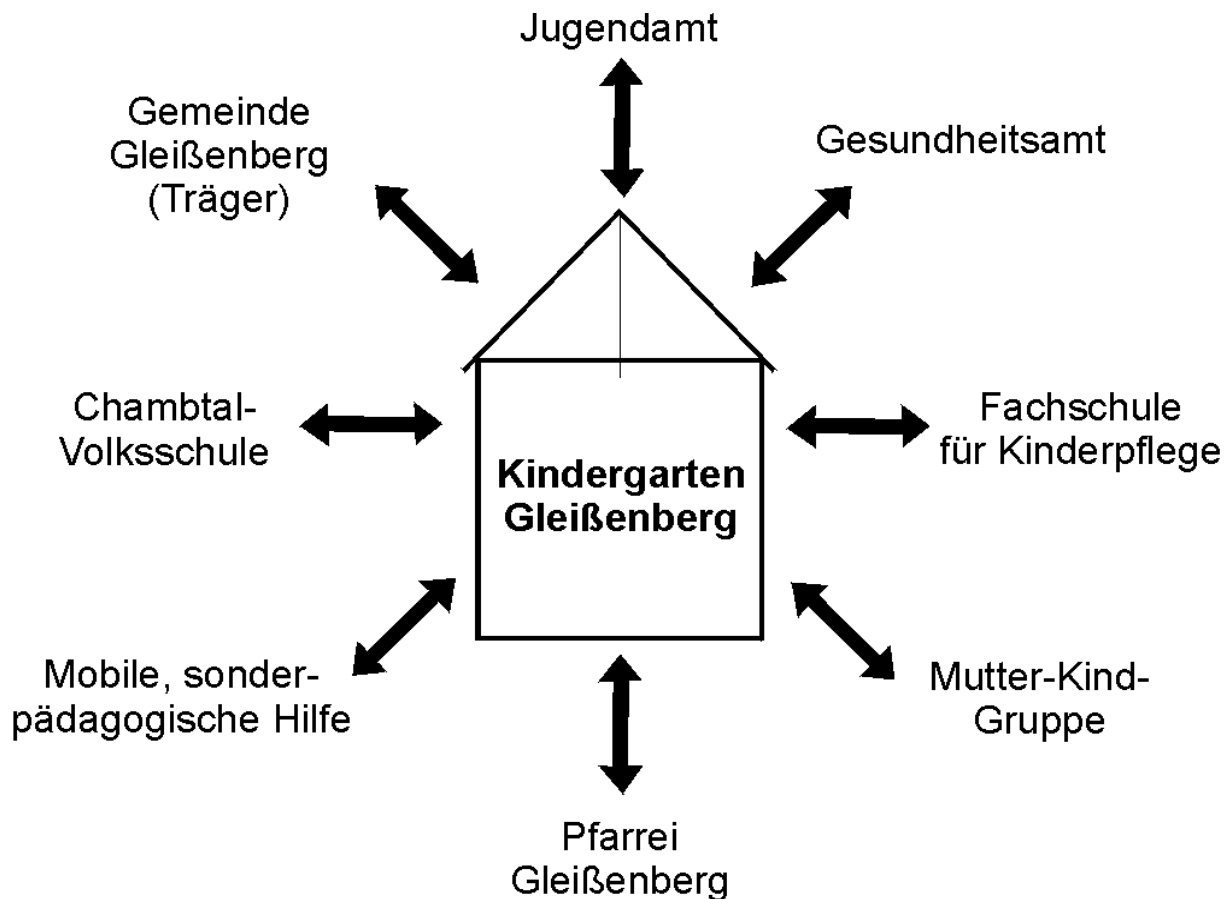 Jugendamt
Gemeinde
Gleißenberg
(Träger)
Gesundheitsamt
Chambtal-
Volksschule
Kindergarten
Gleißenberg
Fachschule
für Kinderpflege
Mobile, sonder-
pädagogische Hilfe
Mutter-Kind-
Gruppe
Pfarrei
Gleißenberg